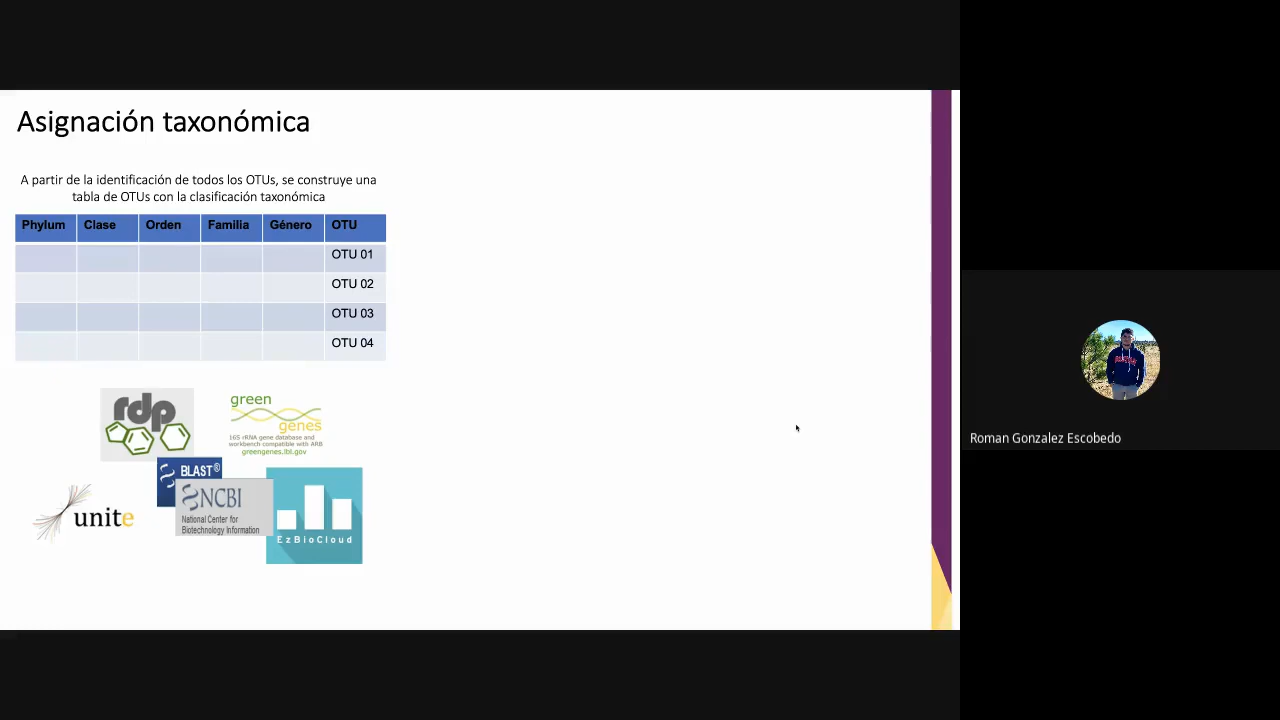 Asignación taxonómica
A partir de la identificación de todos los OTUs, se construye una
tabla de OTUs con la clasificación taxonómica
Phylum Clase Orden Familia Género OTU
OTU 01
OTU 02
OTU 03
OTU 04
rdp
green
genes
16S rRNA gene database and
workbench compatible with ARB
greengenes.lbl.gov
BLAST®
NCBI
National Center for
Biotechnology Information
unite
EzBioCloud
Roman Gonzalez Escobedo